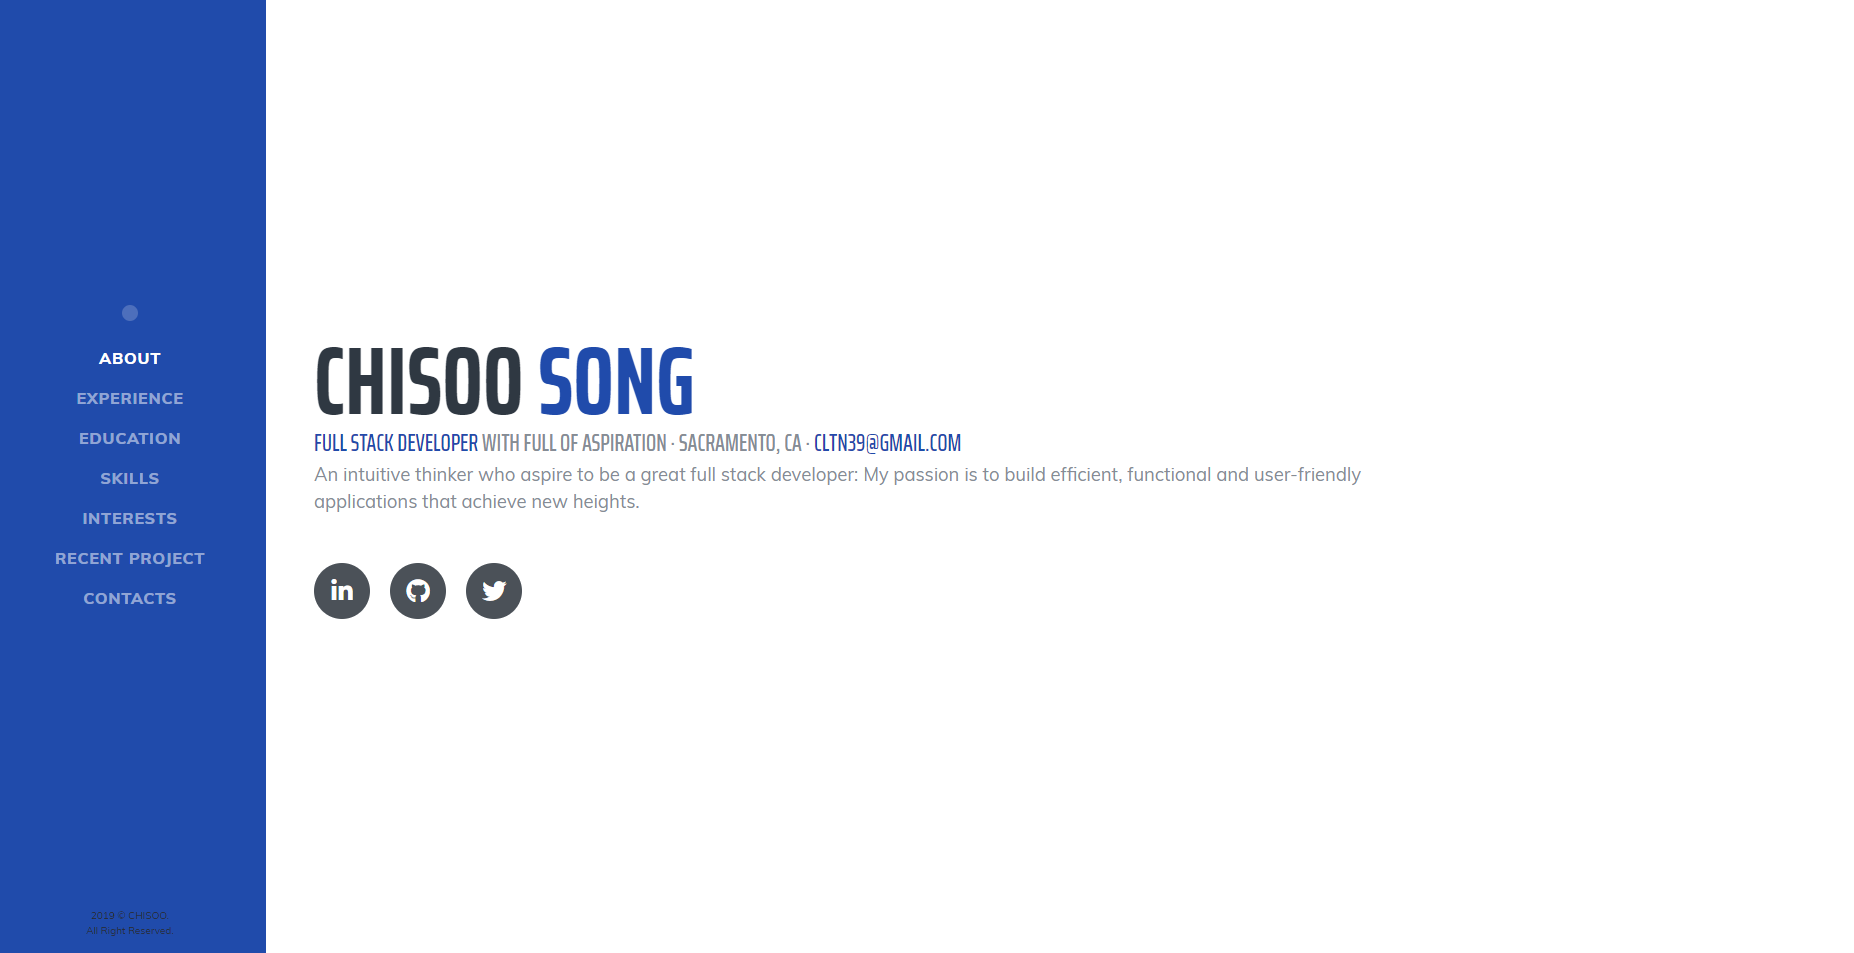 ABOUT
EXPERIENCE
EDUCATION
SKILLS
INTERESTS
RECENT PROJECT
CONTACTS
2019 © CHISOO.
All Right Reserved.
CHISOO SONG
FULL STACK DEVELOPER WITH FULL OF ASPIRATION · SACRAMENTO, CA · CLTN39@GMAIL.COM
An intuitive thinker who aspire to be a great full stack developer: My passion is to build efficient, functional and user-friendly
applications that achieve new heights.
in